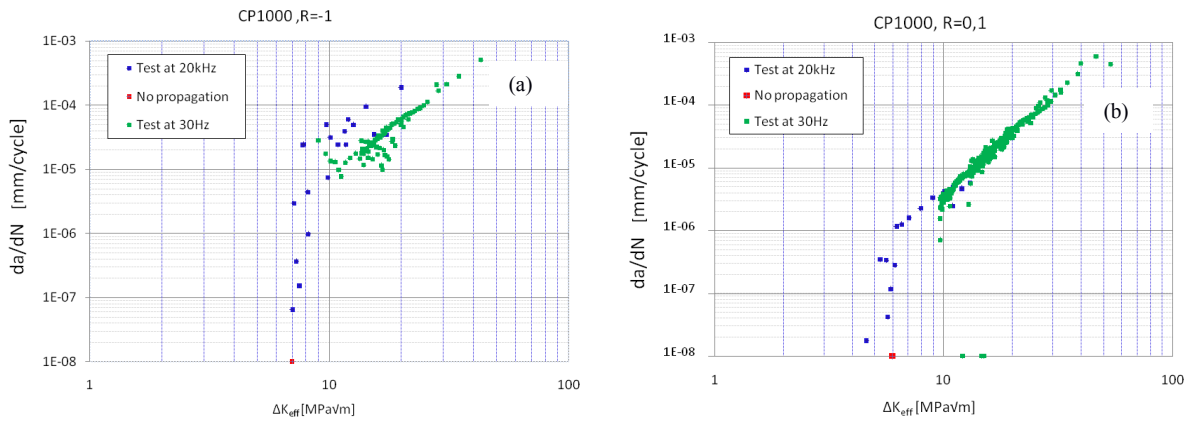 CP1000 ,R=-1
1E-03
1E-04
1E-05
1E-06
1E-07
1E-08
da/dN [mm/cycle]
Test at 20kHz
No propagation
Test at 30Hz
(a)
1
10
100
ΔKeff[MPa√m]
CP1000, R=0,1
1E-03
1E-04
1E-05
1E-06
1E-07
1E-08
da/dN [mm/cycle]
Test at 20kHz
No propagation
Test at 30Hz
(b)
1
10
100
ΔKeff[MPa√m]